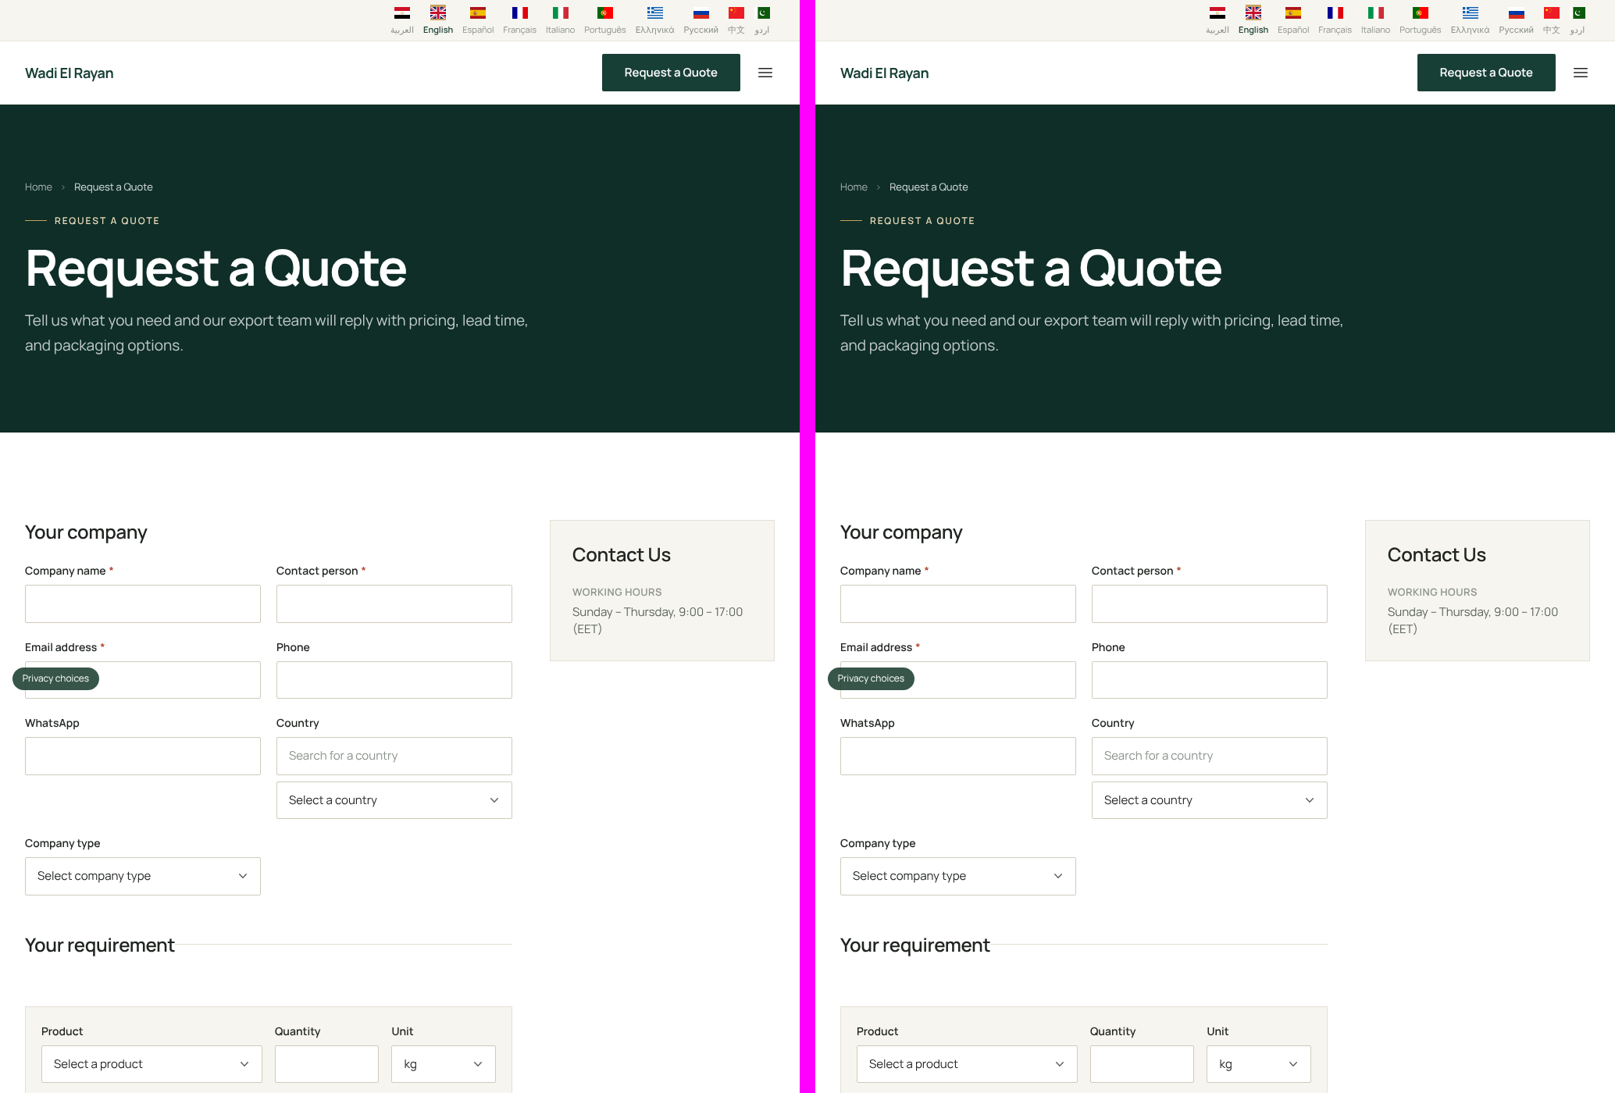 العربية English Español Français Italiano Português Ελληνικά Русский 中文 اردو
Wadi El Rayan Request a Quote
Home › Request a Quote
REQUEST A QUOTE
Request a Quote
Tell us what you need and our export team will reply with pricing, lead time,
and packaging options.
Your company
Company name * Contact person *
Email address * Phone
Privacy choices
WhatsApp Country
Search for a country
Select a country
Company type
Select company type
Contact Us
WORKING HOURS
Sunday – Thursday, 9:00 – 17:00
(EET)
Your requirement
Product Quantity Unit
Select a product kg
العربية English Español Français Italiano Português Ελληνικά Русский 中文 اردو
Wadi El Rayan Request a Quote
Home › Request a Quote
REQUEST A QUOTE
Request a Quote
Tell us what you need and our export team will reply with pricing, lead time,
and packaging options.
Your company
Company name * Contact person *
Email address * Phone
Privacy choices
WhatsApp Country
Search for a country
Select a country
Company type
Select company type
Contact Us
WORKING HOURS
Sunday – Thursday, 9:00 – 17:00
(EET)
Your requirement
Product Quantity Unit
Select a product kg